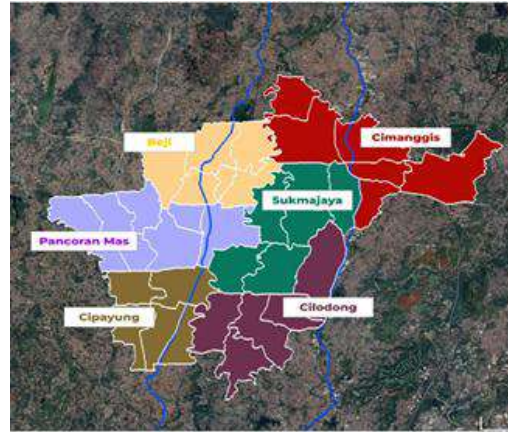 Beji
Cimanggis
Sukmajaya
Pancoran Mas
Cilodong
Cipayung